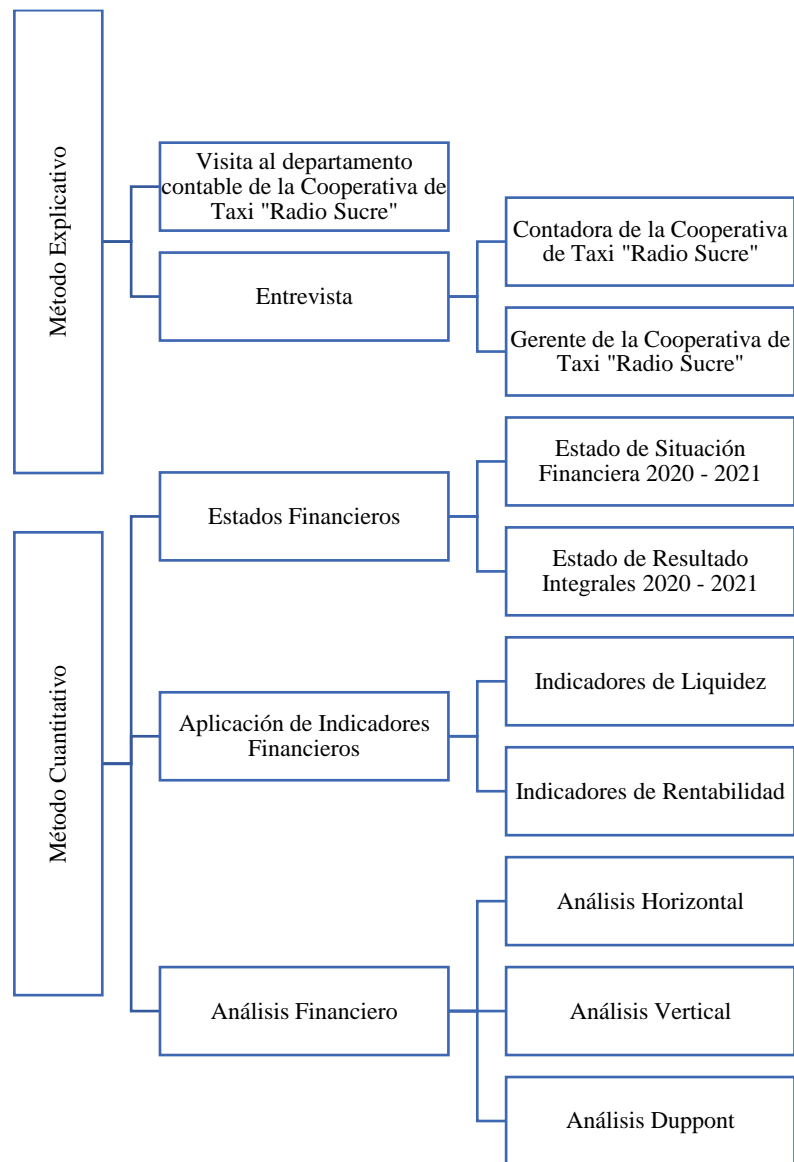 Método Explicativo
Visita al departamento
contable de la Cooperativa de
Taxi "Radio Sucre"
Entrevista
Contadora de la Cooperativa
de Taxi "Radio Sucre"
Gerente de la Cooperativa de
Taxi "Radio Sucre"
Método Cuantitativo
Estados Financieros
Estado de Situación
Financiera 2020 - 2021
Estado de Resultado
Integrales 2020 - 2021
Aplicación de Indicadores
Financieros
Indicadores de Liquidez
Indicadores de Rentabilidad
Análisis Financiero
Análisis Horizontal
Análisis Vertical
Análisis Duppont